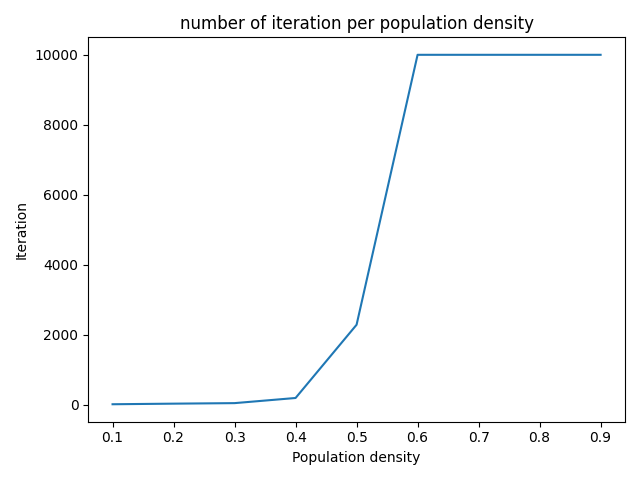 number of iteration per population density
10000
8000
6000
4000
2000
0
Iteration
0.1 0.2 0.3 0.4 0.5 0.6 0.7 0.8 0.9
Population density